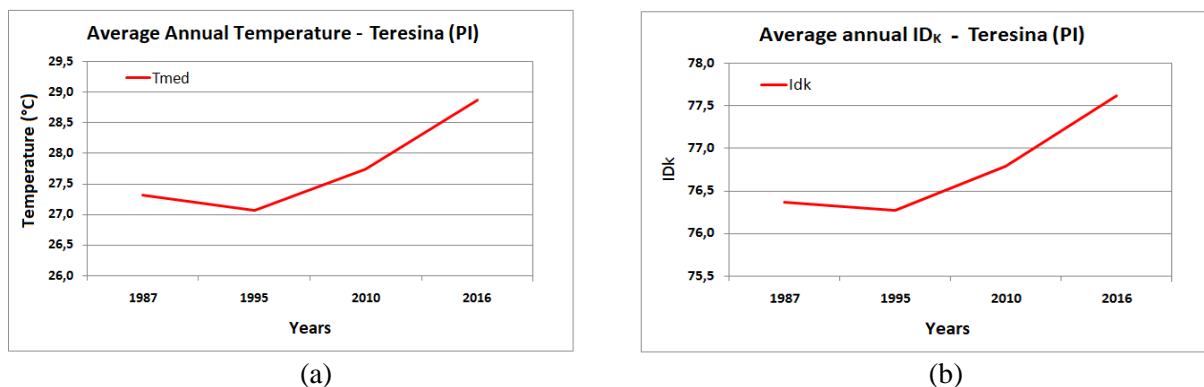 Average Annual Temperature - Teresina (PI)
Tmed
Temperature (°C)
29,5
29,0
28,5
28,0
27,5
27,0
26,5
26,0
1987 1995 2010 2016
Years
(a)
Average annual IDK - Teresina (PI)
Idk
IDk
78,0
77,5
77,0
76,5
76,0
75,5
1987 1995 2010 2016
Years
(b)